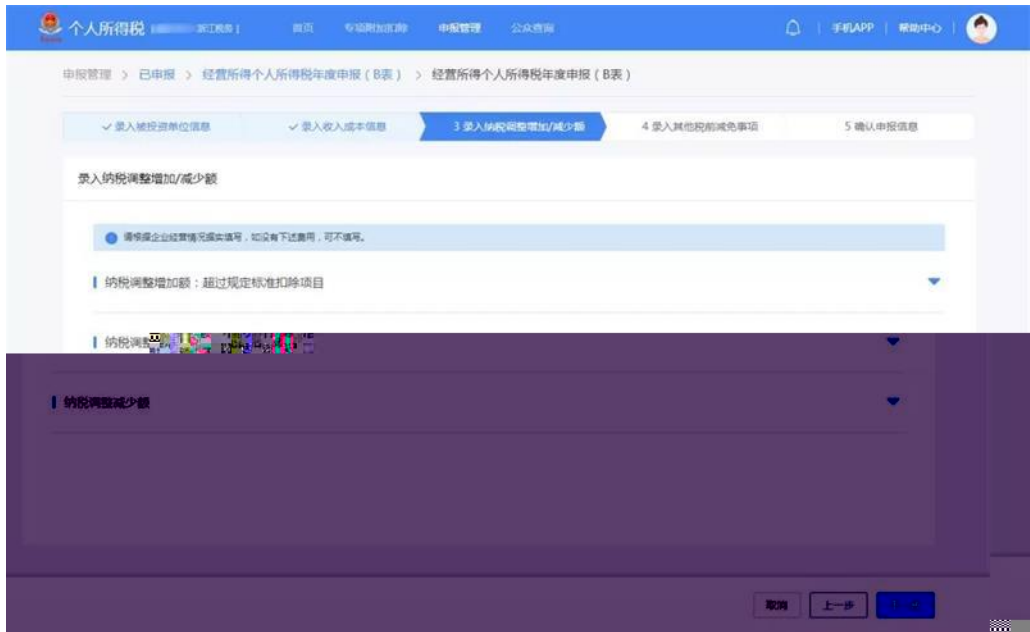 个人所得税 浙江税务 | 首页 专项附加扣除 申报管理 公众查询 | 手机APP | 帮助中心 |
申报管理 > 已申报 > 经营所得个人所得税年度申报（B表） > 经营所得个人所得税年度申报（B表）
录入被投资单位信息 录入收入成本信息 3 录入纳税调整增加/减少额 4 录入其他税前减免事项 5 确认申报信息
录入纳税调整增加/减少额
请根据企业经营情况据实填写，如没有下述费用，可不填写。
纳税调整增加额：超过规定标准扣除项目
纳税调整
纳税调整减少额
取消 上一步